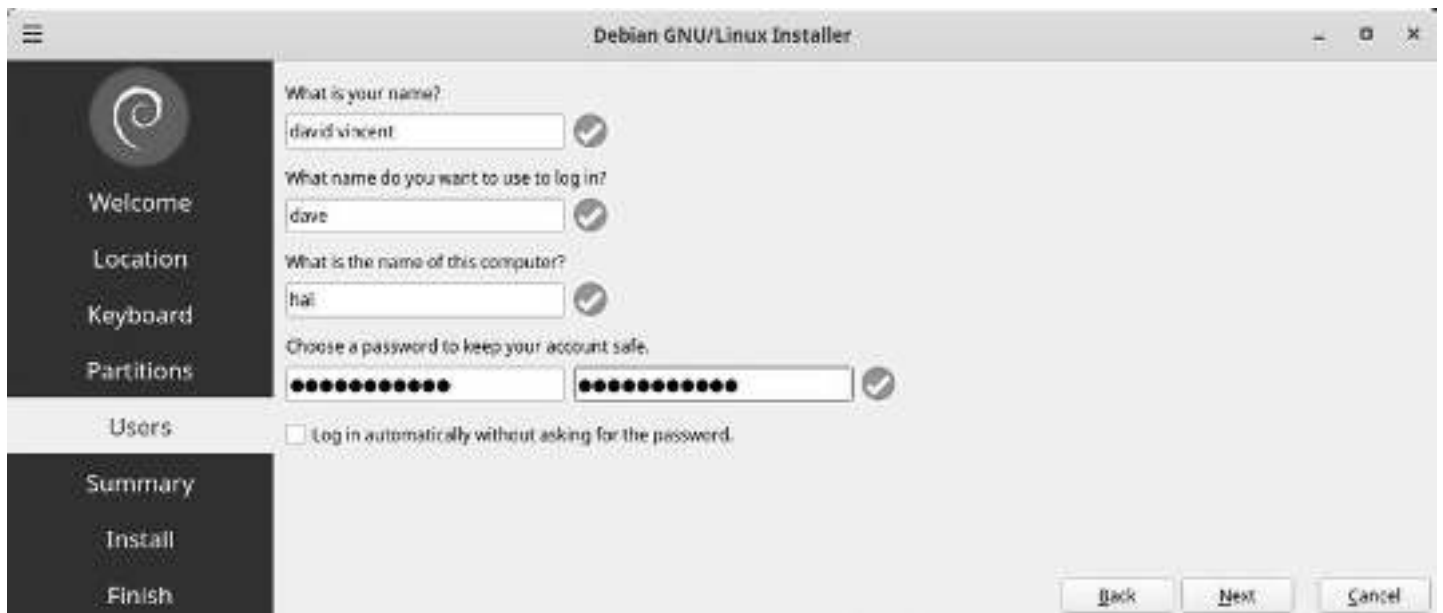 Debian GNU/Linux Installer
Welcome
Location
Keyboard
Partitions
Users
Summary
Install
Finish
What is your name?
david vincent
What name do you want to use to log in?
dave
What is the name of this computer?
hal
Choose a password to keep your account safe.
●●●●●●●●●●● ●●●●●●●●●●●
Log in automatically without asking for the password.
Back Next Cancel